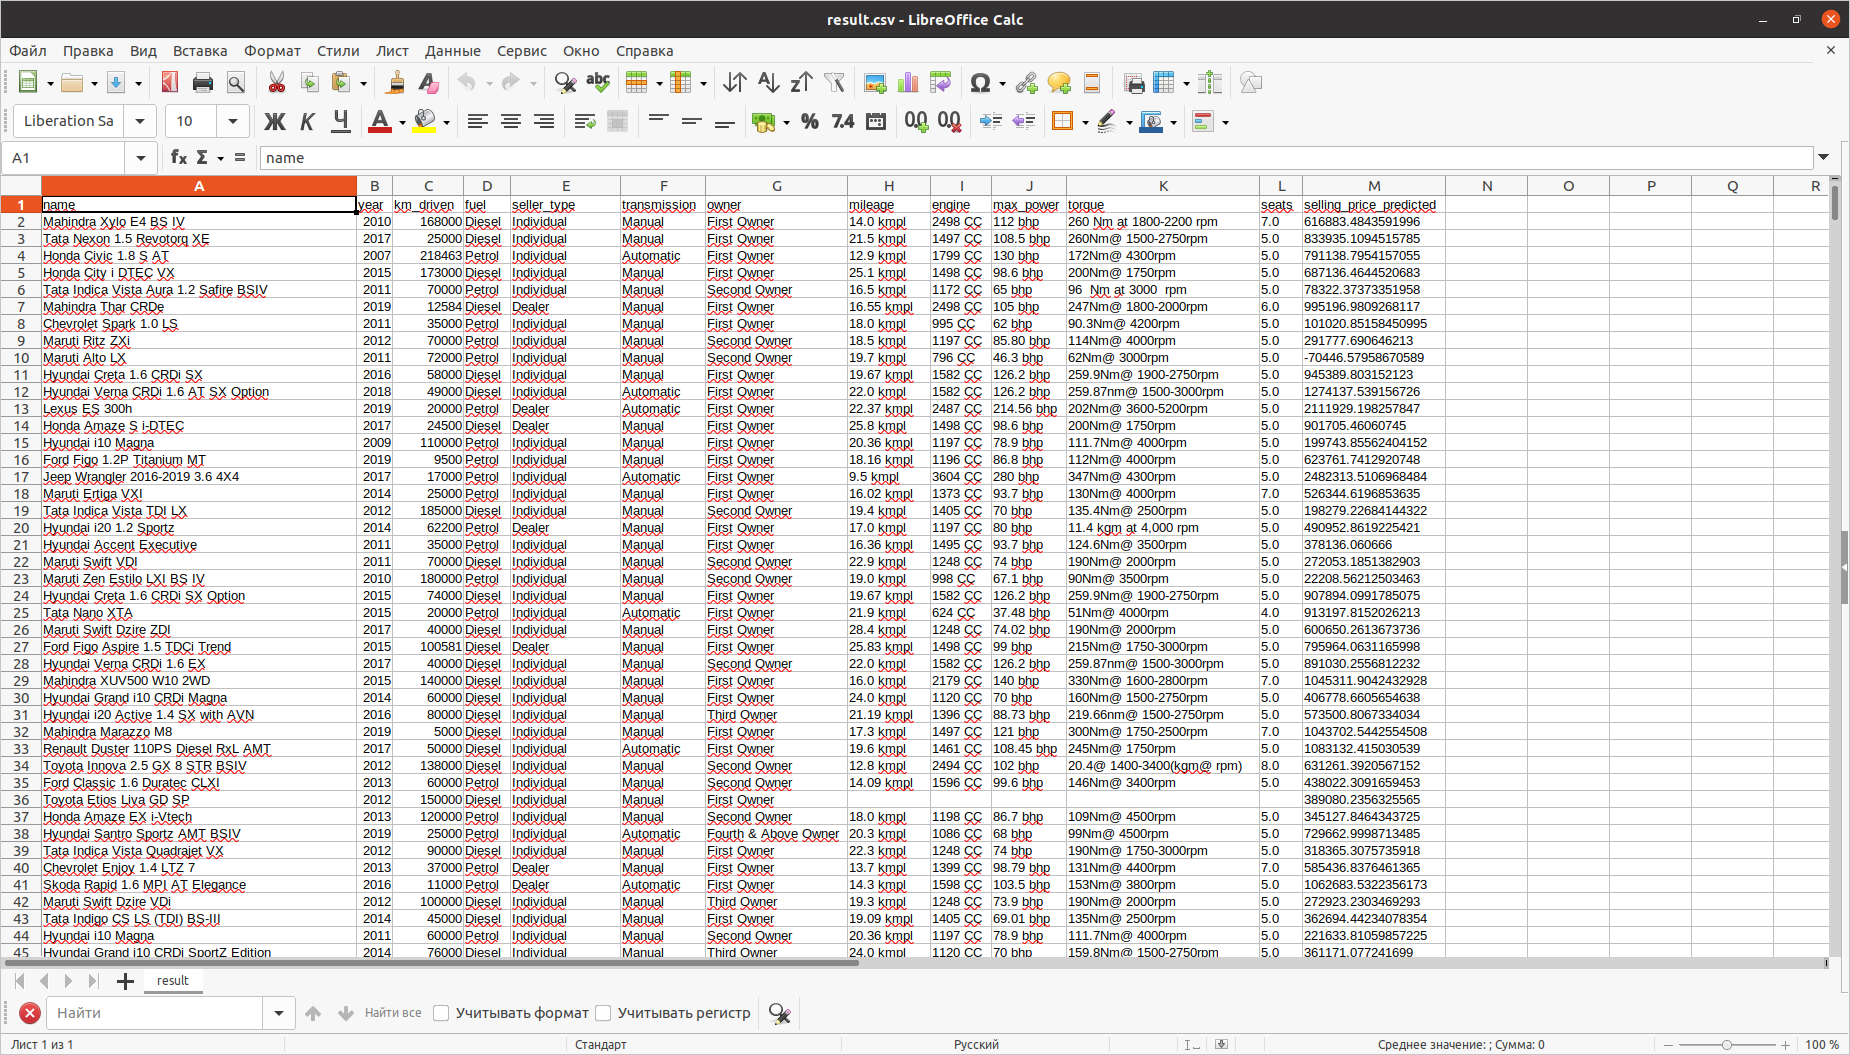 result.csv - LibreOffice Calc
Файл Правка Вид Вставка Формат Стили Лист Данные Сервис Окно Справка
Liberation Sa 10 Ж К Ч
A1 name
A B C D E F G H I J K L M N O P Q R
1 name year km_driven fuel seller_type transmission owner mileage engine max_power torque seats selling_price_predicted
2 Mahindra Xylo E4 BS IV 2010 168000 Diesel Individual Manual First Owner 14.0 kmpl 2498 CC 112 bhp 260 Nm at 1800-2200 rpm 7.0 616883.4843591996
3 Tata Nexon 1.5 Revotorq XE 2017 25000 Diesel Individual Manual First Owner 21.5 kmpl 1497 CC 108.5 bhp 260Nm@ 1500-2750rpm 5.0 833935.1094515785
4 Honda Civic 1.8 S AT 2007 218463 Petrol Individual Automatic First Owner 12.9 kmpl 1799 CC 130 bhp 172Nm@ 4300rpm 5.0 791138.7954157055
5 Honda City i DTEC VX 2015 173000 Diesel Individual Manual First Owner 25.1 kmpl 1498 CC 98.6 bhp 200Nm@ 1750rpm 5.0 687136.4644520683
6 Tata Indica Vista Aura 1.2 Safire BSIV 2011 70000 Petrol Individual Manual Second Owner 16.5 kmpl 1172 CC 65 bhp 96  Nm at 3000  rpm 5.0 78322.37373351958
7 Mahindra Thar CRDe 2019 12584 Diesel Dealer Manual First Owner 16.55 kmpl 2498 CC 105 bhp 247Nm@ 1800-2000rpm 6.0 995196.9809268117
8 Chevrolet Spark 1.0 LS 2011 35000 Petrol Individual Manual First Owner 18.0 kmpl 995 CC 62 bhp 90.3Nm@ 4200rpm 5.0 101020.85158450995
9 Maruti Ritz ZXi 2012 70000 Petrol Individual Manual Second Owner 18.5 kmpl 1197 CC 85.80 bhp 114Nm@ 4000rpm 5.0 291777.690646213
10 Maruti Alto LX 2011 72000 Petrol Individual Manual Second Owner 19.7 kmpl 796 CC 46.3 bhp 62Nm@ 3000rpm 5.0 -70446.57958670589
11 Hyundai Creta 1.6 CRDi SX 2016 58000 Diesel Individual Manual First Owner 19.67 kmpl 1582 CC 126.2 bhp 259.9Nm@ 1900-2750rpm 5.0 945389.803152123
12 Hyundai Verna CRDi 1.6 AT SX Option 2018 49000 Diesel Individual Automatic First Owner 22.0 kmpl 1582 CC 126.2 bhp 259.87nm@ 1500-3000rpm 5.0 1274137.539156726
13 Lexus ES 300h 2019 20000 Petrol Dealer Automatic First Owner 22.37 kmpl 2487 CC 214.56 bhp 202Nm@ 3600-5200rpm 5.0 2111929.198257847
14 Honda Amaze S i-DTEC 2017 24500 Diesel Dealer Manual First Owner 25.8 kmpl 1498 CC 98.6 bhp 200Nm@ 1750rpm 5.0 901705.46060745
15 Hyundai i10 Magna 2009 110000 Petrol Individual Manual First Owner 20.36 kmpl 1197 CC 78.9 bhp 111.7Nm@ 4000rpm 5.0 199743.85562404152
16 Ford Figo 1.2P Titanium MT 2019 9500 Petrol Individual Manual First Owner 18.16 kmpl 1196 CC 86.8 bhp 112Nm@ 4000rpm 5.0 623761.7412920748
17 Jeep Wrangler 2016-2019 3.6 4X4 2017 17000 Petrol Individual Automatic First Owner 9.5 kmpl 3604 CC 280 bhp 347Nm@ 4300rpm 5.0 2482313.5106968484
18 Maruti Ertiga VXI 2014 25000 Petrol Individual Manual First Owner 16.02 kmpl 1373 CC 93.7 bhp 130Nm@ 4000rpm 7.0 526344.6196853635
19 Tata Indica Vista TDI LX 2012 185000 Diesel Individual Manual Second Owner 19.4 kmpl 1405 CC 70 bhp 135.4Nm@ 2500rpm 5.0 198279.22684144322
20 Hyundai i20 1.2 Sportz 2014 62200 Petrol Dealer Manual First Owner 17.0 kmpl 1197 CC 80 bhp 11.4 kgm at 4,000 rpm 5.0 490952.8619225421
21 Hyundai Accent Executive 2011 35000 Petrol Individual Manual First Owner 16.36 kmpl 1495 CC 93.7 bhp 124.6Nm@ 3500rpm 5.0 378136.060666
22 Maruti Swift VDI 2011 70000 Diesel Individual Manual Second Owner 22.9 kmpl 1248 CC 74 bhp 190Nm@ 2000rpm 5.0 272053.1851382903
23 Maruti Zen Estilo LXI BS IV 2010 180000 Petrol Individual Manual Second Owner 19.0 kmpl 998 CC 67.1 bhp 90Nm@ 3500rpm 5.0 22208.56212503463
24 Hyundai Creta 1.6 CRDi SX Option 2015 74000 Diesel Individual Manual First Owner 19.67 kmpl 1582 CC 126.2 bhp 259.9Nm@ 1900-2750rpm 5.0 907894.0991785075
25 Tata Nano XTA 2015 20000 Petrol Individual Automatic First Owner 21.9 kmpl 624 CC 37.48 bhp 51Nm@ 4000rpm 4.0 913197.8152026213
26 Maruti Swift Dzire ZDI 2017 40000 Diesel Individual Manual First Owner 28.4 kmpl 1248 CC 74.02 bhp 190Nm@ 2000rpm 5.0 600650.2613673736
27 Ford Figo Aspire 1.5 TDCi Trend 2015 100581 Diesel Dealer Manual First Owner 25.83 kmpl 1498 CC 99 bhp 215Nm@ 1750-3000rpm 5.0 795964.0631165998
28 Hyundai Verna CRDi 1.6 EX 2017 40000 Diesel Individual Manual Second Owner 22.0 kmpl 1582 CC 126.2 bhp 259.87nm@ 1500-3000rpm 5.0 891030.2556812232
29 Mahindra XUV500 W10 2WD 2015 140000 Diesel Individual Manual First Owner 16.0 kmpl 2179 CC 140 bhp 330Nm@ 1600-2800rpm 7.0 1045311.9042432928
30 Hyundai Grand i10 CRDi Magna 2014 60000 Diesel Individual Manual First Owner 24.0 kmpl 1120 CC 70 bhp 160Nm@ 1500-2750rpm 5.0 406778.6605654638
31 Hyundai i20 Active 1.4 SX with AVN 2016 80000 Diesel Individual Manual Third Owner 21.19 kmpl 1396 CC 88.73 bhp 219.66nm@ 1500-2750rpm 5.0 573500.8067334034
32 Mahindra Marazzo M8 2019 5000 Diesel Individual Manual First Owner 17.3 kmpl 1497 CC 121 bhp 300Nm@ 1750-2500rpm 7.0 1043702.5442554508
33 Renault Duster 110PS Diesel RxL AMT 2017 50000 Diesel Individual Automatic First Owner 19.6 kmpl 1461 CC 108.45 bhp 245Nm@ 1750rpm 5.0 1083132.415030539
34 Toyota Innova 2.5 GX 8 STR BSIV 2012 138000 Diesel Individual Manual Second Owner 12.8 kmpl 2494 CC 102 bhp 20.4@ 1400-3400(kgm@ rpm) 8.0 631261.3920567152
35 Ford Classic 1.6 Duratec CLXI 2013 60000 Petrol Individual Manual Second Owner 14.09 kmpl 1596 CC 99.6 bhp 146Nm@ 3400rpm 5.0 438022.3091659453
36 Toyota Etios Liva GD SP 2012 150000 Diesel Individual Manual First Owner 389080.2356325565
37 Honda Amaze EX i-Vtech 2013 120000 Petrol Individual Manual Second Owner 18.0 kmpl 1198 CC 86.7 bhp 109Nm@ 4500rpm 5.0 345127.8464343725
38 Hyundai Santro Sportz AMT BSIV 2019 25000 Petrol Individual Automatic Fourth & Above Owner 20.3 kmpl 1086 CC 68 bhp 99Nm@ 4500rpm 5.0 729662.9998713485
39 Tata Indica Vista Quadrajet VX 2012 90000 Diesel Individual Manual First Owner 22.3 kmpl 1248 CC 74 bhp 190Nm@ 1750-3000rpm 5.0 318365.3075735918
40 Chevrolet Enjoy 1.4 LTZ 7 2013 37000 Petrol Dealer Manual First Owner 13.7 kmpl 1399 CC 98.79 bhp 131Nm@ 4400rpm 7.0 585436.8376461365
41 Skoda Rapid 1.6 MPI AT Elegance 2016 11000 Petrol Dealer Automatic First Owner 14.3 kmpl 1598 CC 103.5 bhp 153Nm@ 3800rpm 5.0 1062683.5322356173
42 Maruti Swift Dzire VDi 2012 100000 Diesel Individual Manual Third Owner 19.3 kmpl 1248 CC 73.9 bhp 190Nm@ 2000rpm 5.0 272923.2303469293
43 Tata Indigo CS LS (TDI) BS-III 2014 45000 Diesel Individual Manual First Owner 19.09 kmpl 1405 CC 69.01 bhp 135Nm@ 2500rpm 5.0 362694.44234078354
44 Hyundai i10 Magna 2011 60000 Petrol Individual Manual Second Owner 20.36 kmpl 1197 CC 78.9 bhp 111.7Nm@ 4000rpm 5.0 221633.81059857225
45 Hyundai Grand i10 CRDi SportZ Edition 2014 76000 Diesel Individual Manual Third Owner 24.0 kmpl 1120 CC 70 bhp 159.8Nm@ 1500-2750rpm 5.0 361171.077241699
result
Найти Найти все Учитывать формат Учитывать регистр
Лист 1 из 1 Стандарт Русский Среднее значение: ; Сумма: 0 100 %